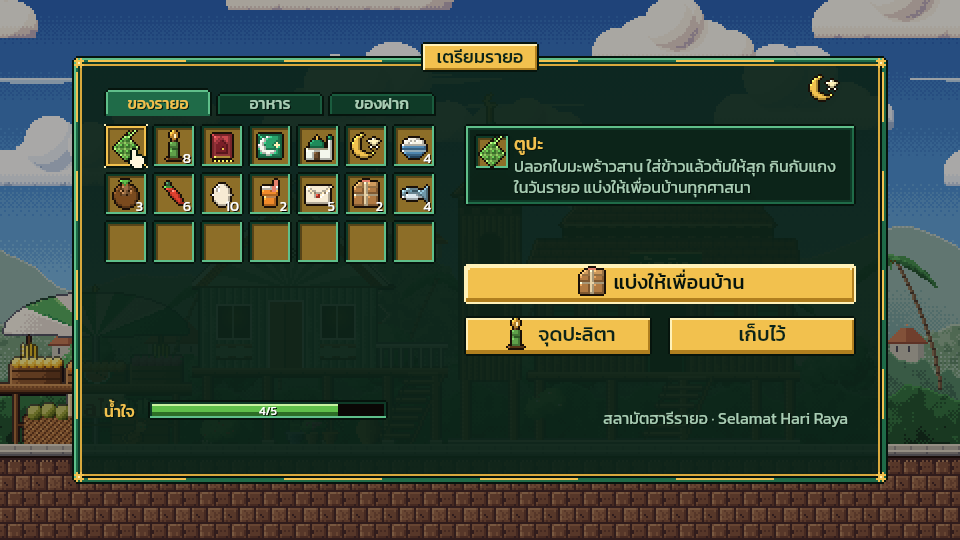 เตรียมรายอ
ของรายอ
อาหาร
ของฝาก
8
4
3
6
10
2
5
2
4
ตูปะ
ปลอกใบมะพร้าวสาน ใส่ข้าวแล้วต้มให้สุก กินกับแกง
ในวันรายอ แบ่งให้เพื่อนบ้านทุกศาสนา
แบ่งให้เพื่อนบ้าน
จุดปะลิตา
เก็บไว้
น้ำใจ
4/5
สลามัตฮารีรายอ · Selamat Hari Raya